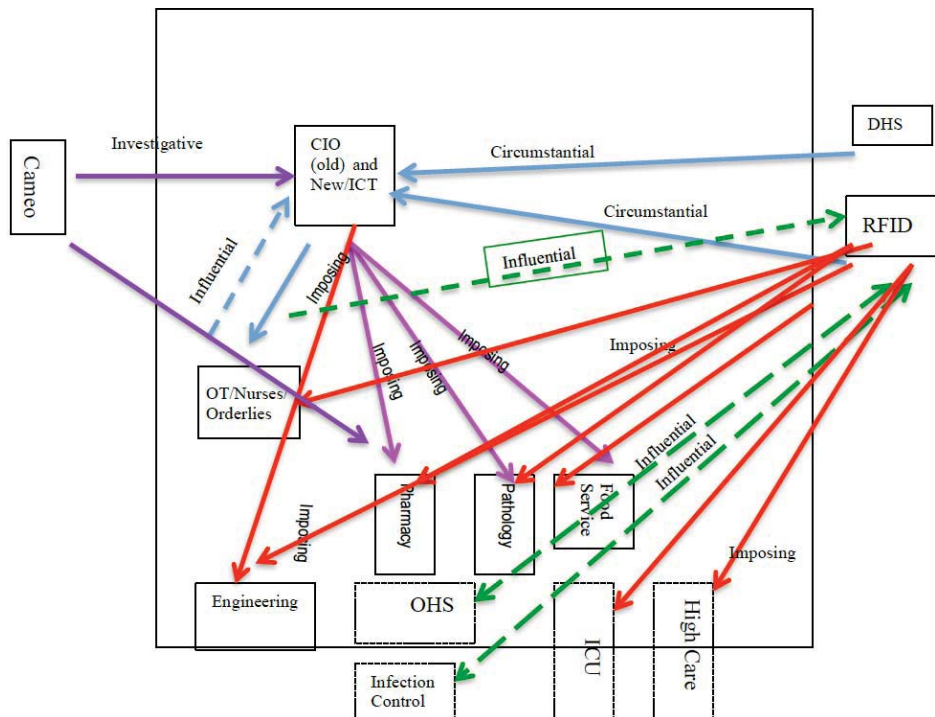 DHS
CIO
(old) and
New/ICT
Investigative
Circumstantial
Cameo
Circumstantial
RFID
Influential
Influential
Imposing
Imposing
Imposing
Imposing
Imposing
OT/Nurses/
Orderlies
Influential
Influential
Pharmacy
Pathology
Food
Service
Imposing
Imposing
Engineering
OHS
ICU
High Care
Infection
Control